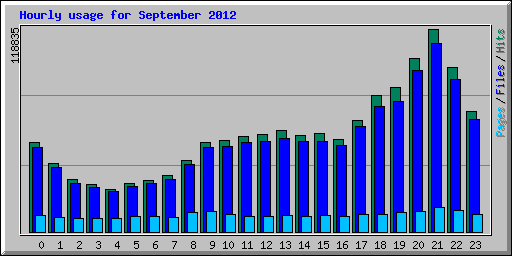 Hourly usage for September 2012
118835
Pages / Files / Hits
0 1 2 3 4 5 6 7 8 9 10 11 12 13 14 15 16 17 18 19 20 21 22 23